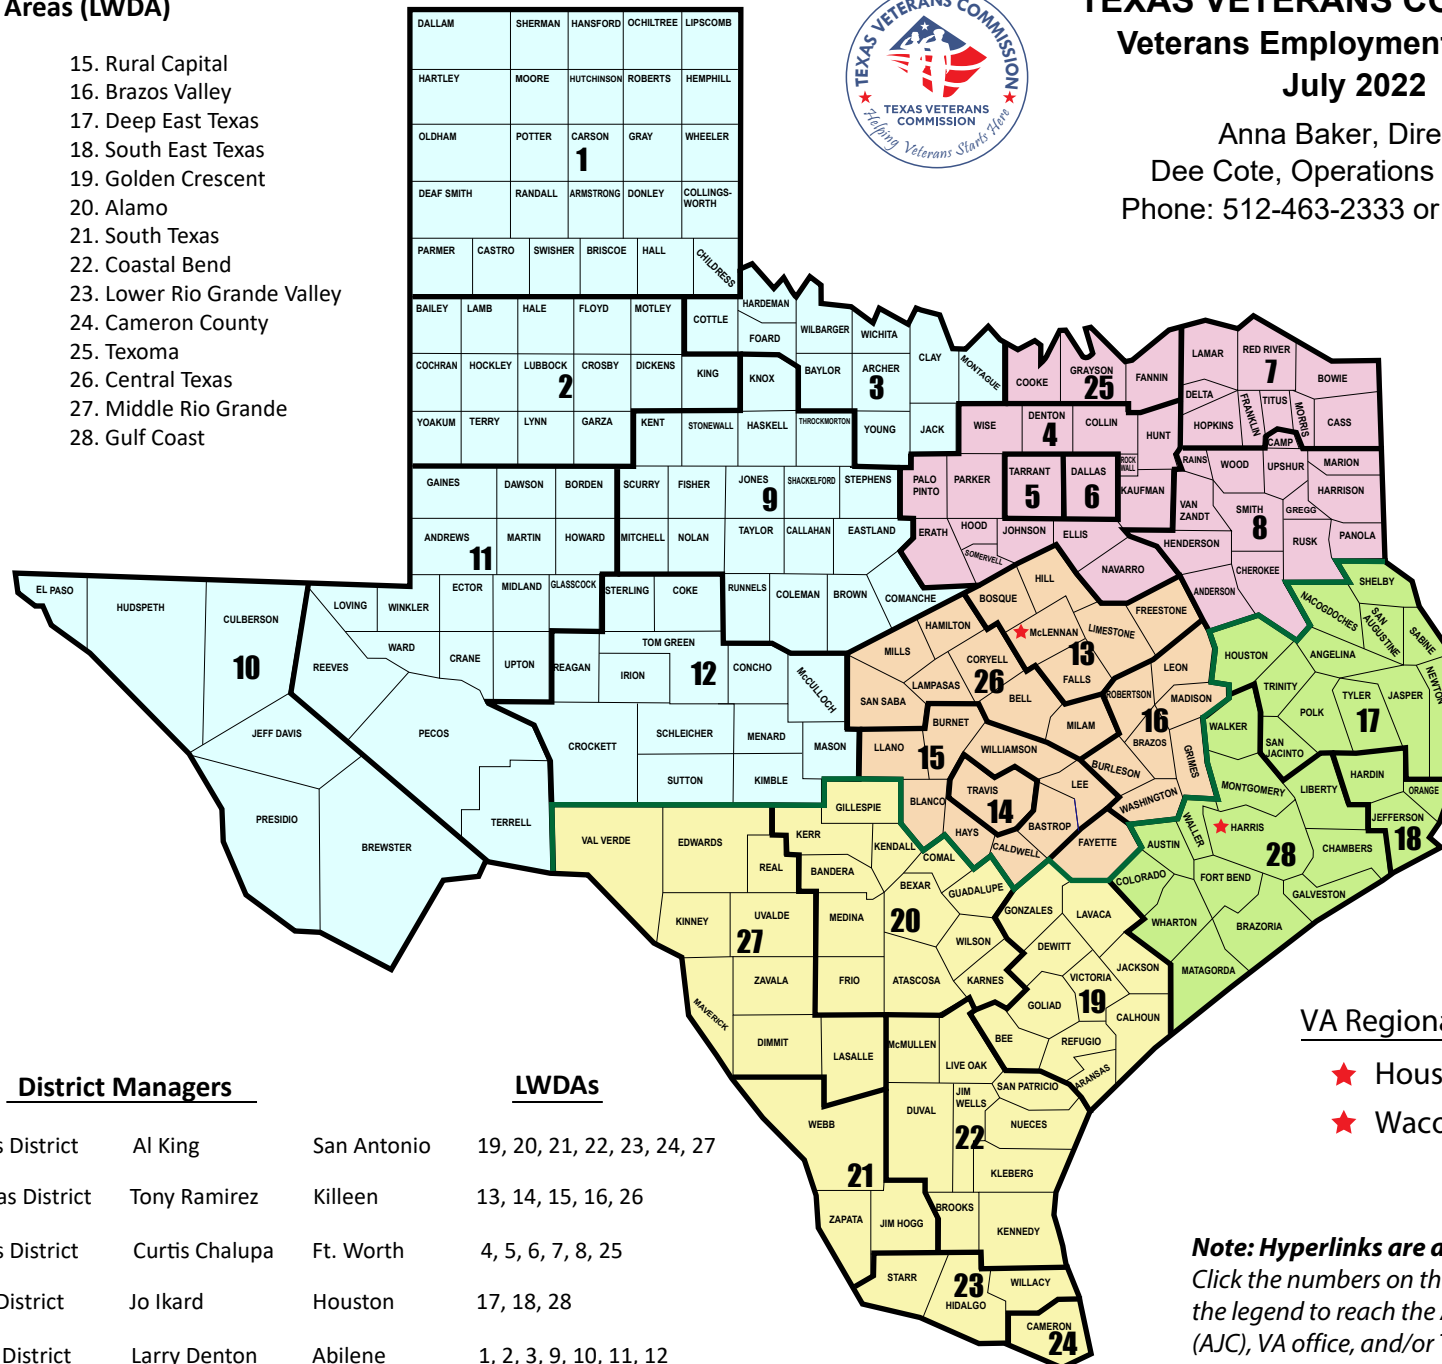 Areas (LWDA)
15. Rural Capital
16. Brazos Valley
17. Deep East Texas
18. South East Texas
19. Golden Crescent
20. Alamo
21. South Texas
22. Coastal Bend
23. Lower Rio Grande Valley
24. Cameron County
25. Texoma
26. Central Texas
27. Middle Rio Grande
28. Gulf Coast
TEXAS VETERANS COMMISSION
TEXAS VETERANS
COMMISSION
Helping Veterans Starts Here
TEXAS VETERANS
Veterans Employment
July 2022
Anna Baker,
Dee Cote, Operations
Phone: 512-463-2333 or
DALLAM SHERMAN HANSFORD OCHILTREE LIPSCOMB
HARTLEY MOORE HUTCHINSON ROBERTS HEMPHILL
OLDHAM POTTER CARSON GRAY WHEELER
1
DEAF SMITH RANDALL ARMSTRONG DONLEY COLLINGS-
WORTH
PARMER CASTRO SWISHER BRISCOE HALL CHILDRESS
BAILEY LAMB HALE FLOYD MOTLEY COTTLE HARDEMAN
FOARD WILBARGER WICHITA
COCHRAN HOCKLEY LUBBOCK CROSBY DICKENS KING KNOX BAYLOR ARCHER CLAY MONTAGUE
2 3
YOAKUM TERRY LYNN GARZA KENT STONEWALL HASKELL THROCKMORTON YOUNG JACK
COOKE GRAYSON FANNIN LAMAR RED RIVER BOWIE
25 7
DELTA HOPKINS FRANKLIN TITUS MORRIS CASS CAMP
WISE DENTON COLLIN HUNT
4
GAINES DAWSON BORDEN SCURRY FISHER JONES SHACKELFORD STEPHENS
9
PALO
PINTO
PARKER TARRANT DALLAS ROCK
WALL
KAUFMAN
5 6
RAINS WOOD UPSHUR MARION HARRISON
VAN
ZANDT
SMITH GREGG RUSK PANOLA
8
ANDREWS MARTIN HOWARD MITCHELL NOLAN TAYLOR CALLAHAN EASTLAND
11
ERATH HOOD SOMERVELL JOHNSON ELLIS NAVARRO HENDERSON CHEROKEE ANDERSON
EL PASO HUDSPETH CULBERSON
10
LOVING WINKLER ECTOR MIDLAND GLASSCOCK STERLING COKE RUNNELS COLEMAN BROWN COMANCHE
REEVES WARD CRANE UPTON REAGAN TOM GREEN IRION CONCHO McCULLOCH
12
JEFF DAVIS PECOS CROCKETT SCHLEICHER MENARD MASON
SUTTON KIMBLE
PRESIDIO BREWSTER TERRELL
BOSQUE HILL FREESTONE
HAMILTON McLENNAN LIMESTONE
13
MILLS CORYELL FALLS LEON
26
SAN SABA LAMPASAS BELL ROBERTSON MADISON
16
LLANO BURNET MILAM BRAZOS GRIMES
15
WILLIAMSON BURLESON
TRAVIS LEE WASHINGTON
14
BLANCO HAYS BASTROP FAYETTE
CALDWELL
SHELBY NACOGDOCHES SAN
AUGUSTINE
SABINE NEWTON
HOUSTON ANGELINA
TRINITY POLK TYLER JASPER
17
WALKER SAN
JACINTO
MONTGOMERY LIBERTY HARDIN ORANGE
JEFFERSON
18
WALLER HARRIS CHAMBERS
28
AUSTIN FORT BEND GALVESTON
COLORADO WHARTON BRAZORIA
MATAGORDA
VAL VERDE EDWARDS KERR GILLESPIE KENDALL
REAL BANDERA COMAL BEXAR GUADALUPE
20
KINNEY UVALDE MEDINA WILSON GONZALES LAVACA
27
DEWITT
ZAVALA FRIO ATASCOSA KARNES VICTORIA JACKSON
19
MAVERICK DIMMIT LASALLE McMULLEN LIVE OAK BEE GOLIAD REFUGIO CALHOUN
ARANSAS
WEBB DUVAL JIM
WELLS
SAN PATRICIO NUECES
22
21
KLEBERG
ZAPATA JIM HOGG BROOKS KENNEDY
STARR HIDALGO WILLACY
23
CAMERON
24
VA Regiona
Hous
Waco
District Managers LWDAs
District Al King San Antonio 19, 20, 21, 22, 23, 24, 27
District Tony Ramirez Killeen 13, 14, 15, 16, 26
District Curtis Chalupa Ft. Worth 4, 5, 6, 7, 8, 25
District Jo Ikard Houston 17, 18, 28
District Larry Denton Abilene 1, 2, 3, 9, 10, 11, 12
Note: Hyperlinks are
Click the numbers on
the legend to reach the
(AJC), VA office, and/or